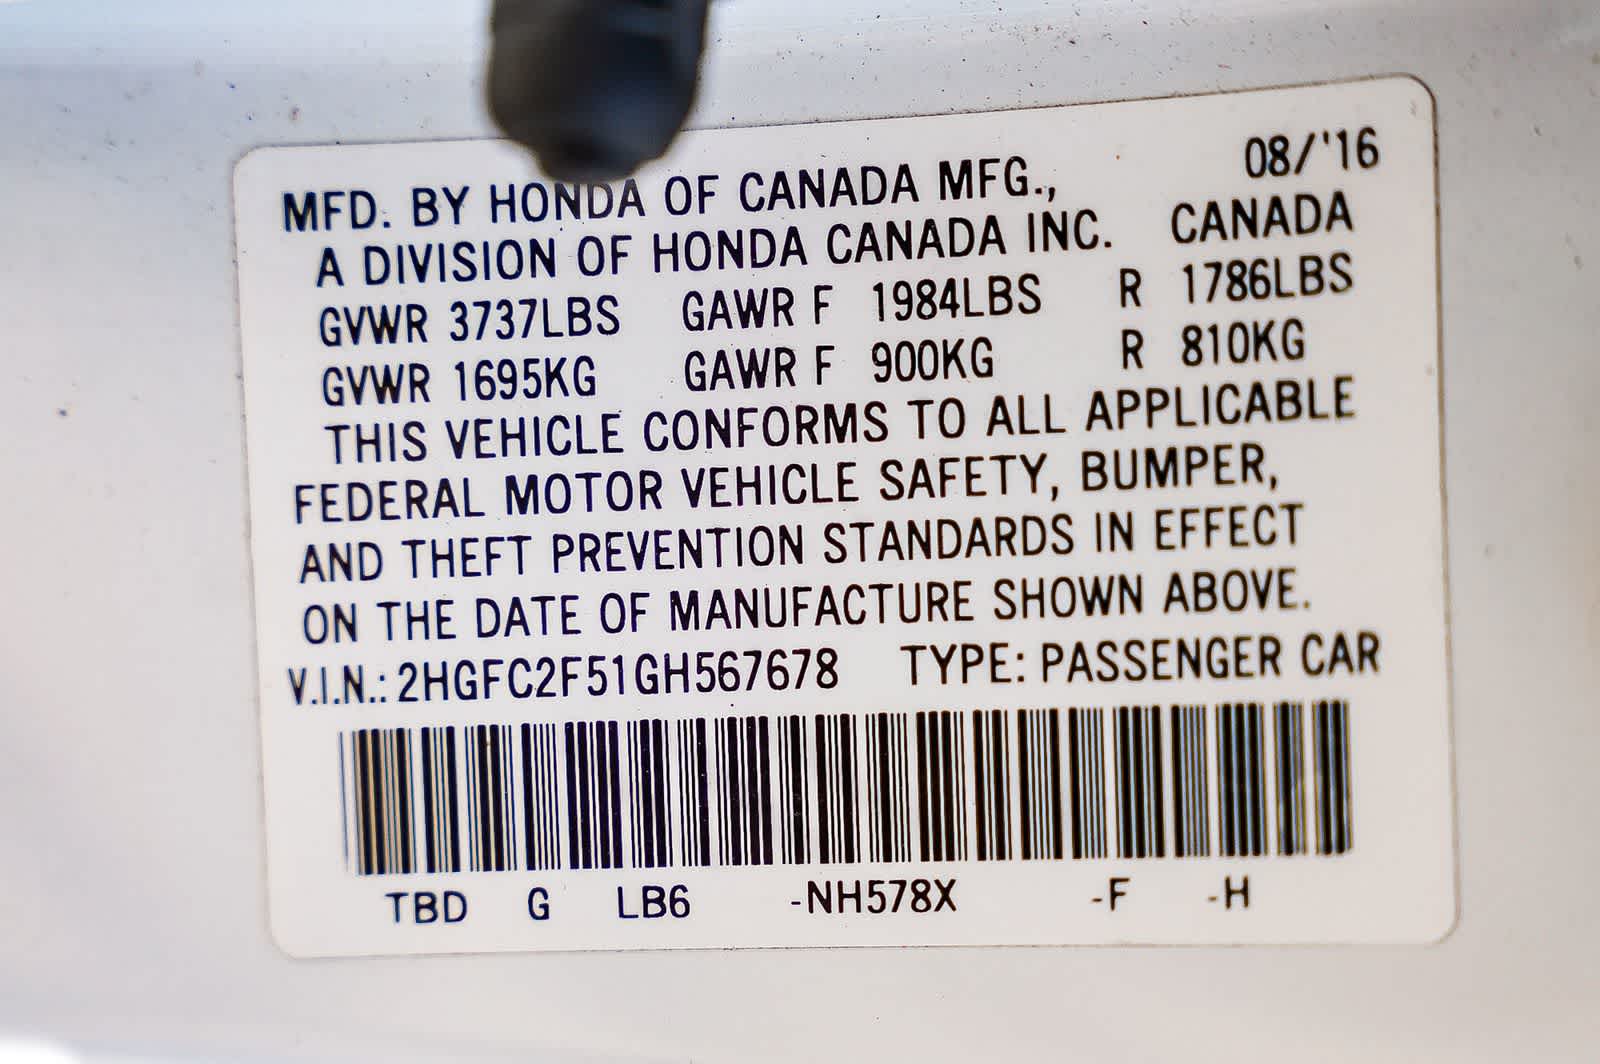 08/'16
MFD. BY HONDA OF CANADA MFG.,
A DIVISION OF HONDA CANADA INC. CANADA
GVWR 3737LBS GAWR F 1984LBS R 1786LBS
GVWR 1695KG GAWR F 900KG R 810KG
THIS VEHICLE CONFORMS TO ALL APPLICABLE
FEDERAL MOTOR VEHICLE SAFETY, BUMPER,
AND THEFT PREVENTION STANDARDS IN EFFECT
ON THE DATE OF MANUFACTURE SHOWN ABOVE.
V.I.N.: 2HGFC2F51GH567678 TYPE: PASSENGER CAR
TBD G LB6 -NH578X -F -H